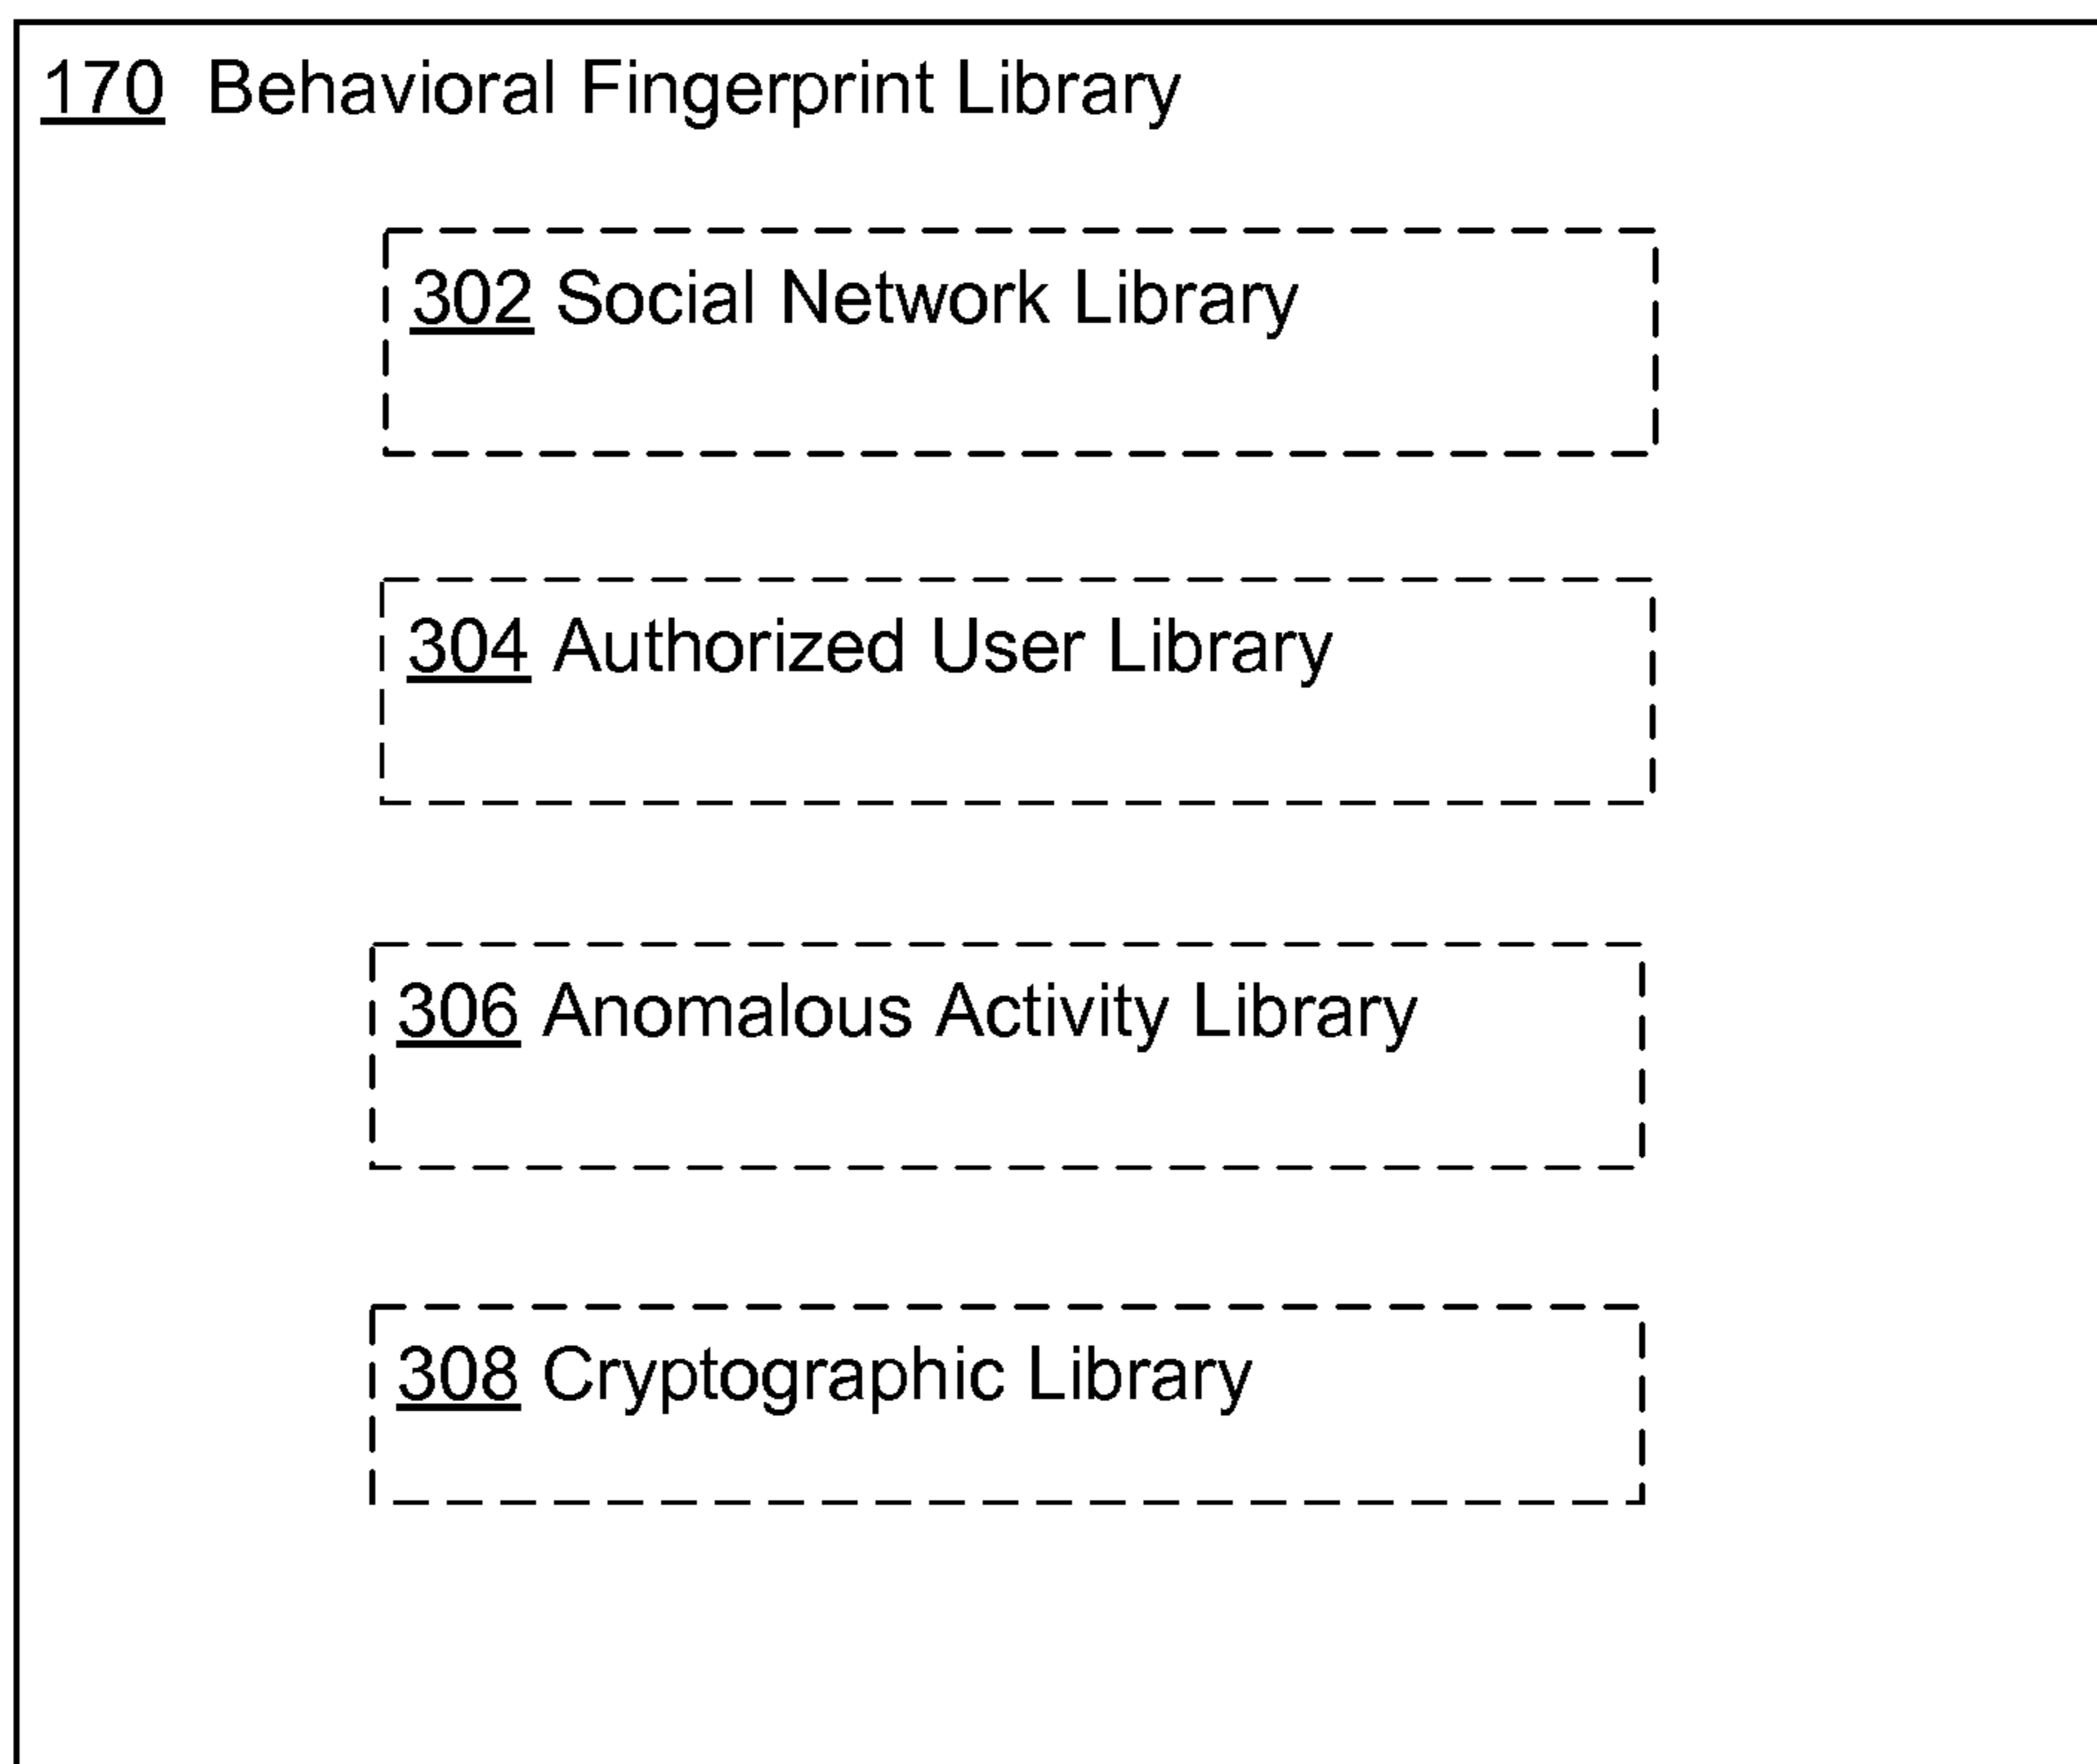 170 Behavioral Fingerprint Library
302 Social Network Library
304 Authorized User Library
306 Anomalous Activity Library
308 Cryptographic Library